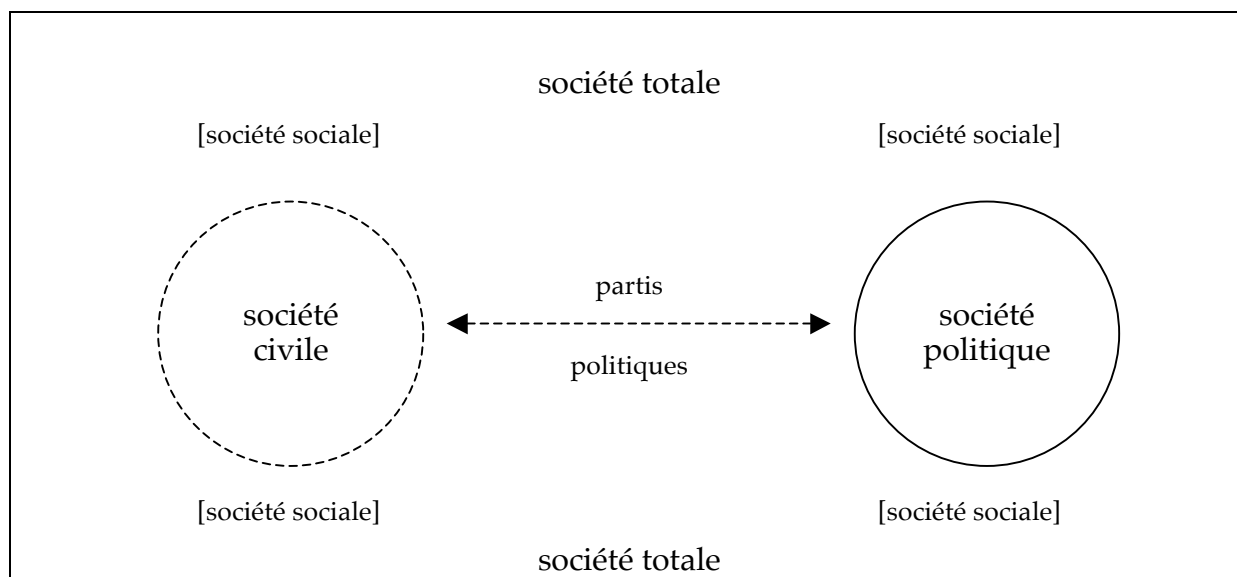 société totale
[société sociale]
[société sociale]
société
civile
partis
politiques
société
politique
[société sociale]
[société sociale]
société totale